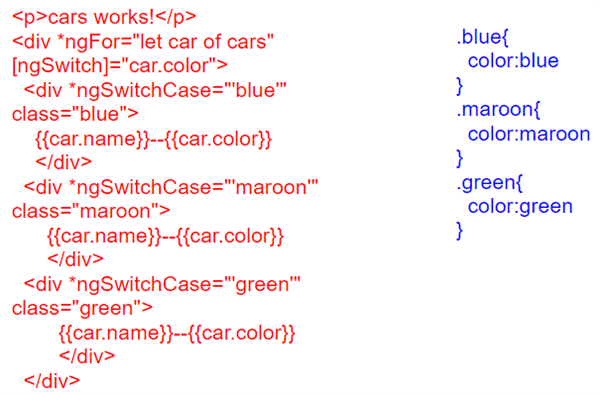 <p>cars works!</p>
<div *ngFor="let car of cars"
[ngSwitch]="car.color">
<div *ngSwitchCase="'blue'"
class="blue">
{{car.name}}--{{car.color}}
</div>
<div *ngSwitchCase="'maroon'"
class="maroon">
{{car.name}}--{{car.color}}
</div>
<div *ngSwitchCase="'green'"
class="green">
{{car.name}}--{{car.color}}
</div>
</div>
.blue{
color:blue
}
.maroon{
color:maroon
}
.green{
color:green
}